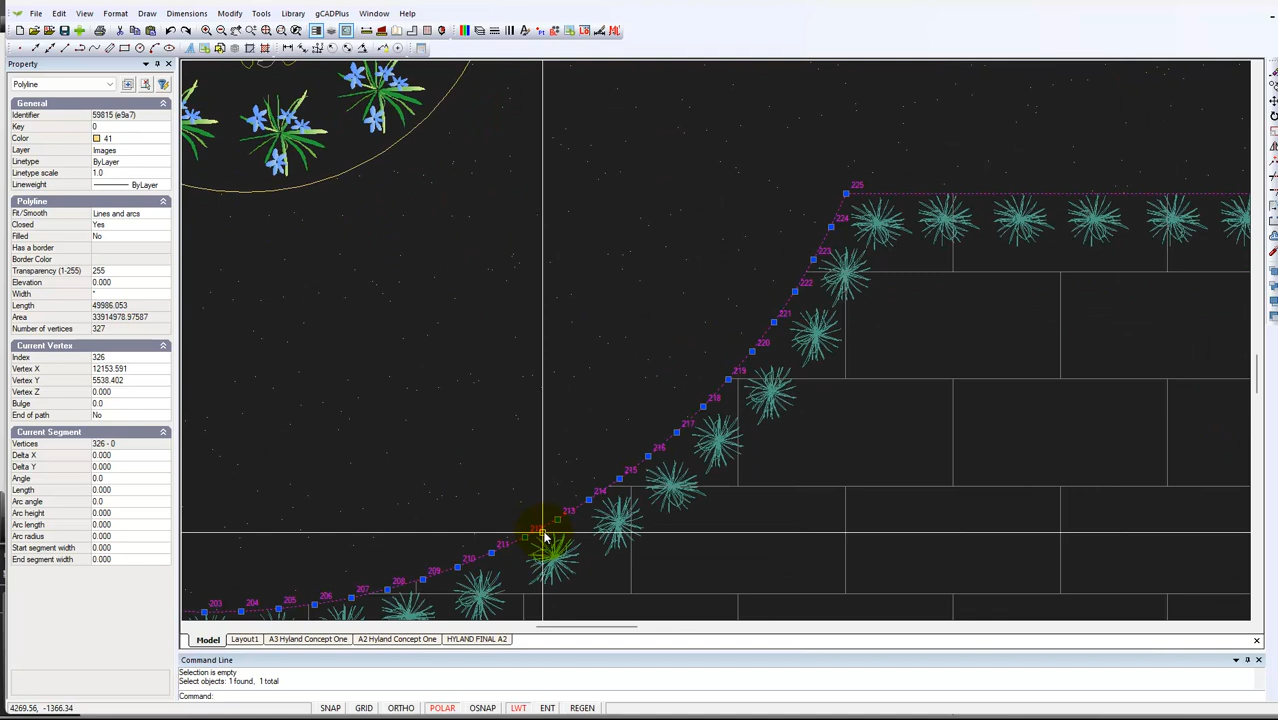 File Edit View Format Draw Dimensions Modify Tools Library gCADPlus Window Help
Property
Polyline
General
Identifier 59815 (e9a7)
Key 0
Color 41
Layer Images
Linetype ByLayer
Linetype scale 1.0
Lineweight ByLayer
Polyline
Fit/Smooth Lines and arcs
Closed Yes
Filled No
Has a border
Border Color
Transparency (1-255) 255
Elevation 0.000
Width *
Length 49986.053
Area 33914978.97587
Number of vertices 327
Current Vertex
Index 326
Vertex X 12153.591
Vertex Y 5538.402
Vertex Z 0.000
Bulge 0.0
End of path No
Current Segment
Vertices 326 - 0
Delta X 0.000
Delta Y 0.000
Angle 0.0
Length 0.000
Arc angle 0.0
Arc height 0.000
Arc length 0.000
Arc radius 0.000
Start segment width 0.000
End segment width 0.000
225
224
223
222
221
220
219
218
217
216
215
214
213
211
210
209
208
207
206
205
204
203
Model Layout1 A3 Hyland Concept One A2 Hyland Concept One HYLAND FINAL A2
Command Line
Selection is empty
Select objects: 1 found, 1 total
Command:
4269.56, -1366.34 SNAP GRID ORTHO POLAR OSNAP LWT ENT REGEN